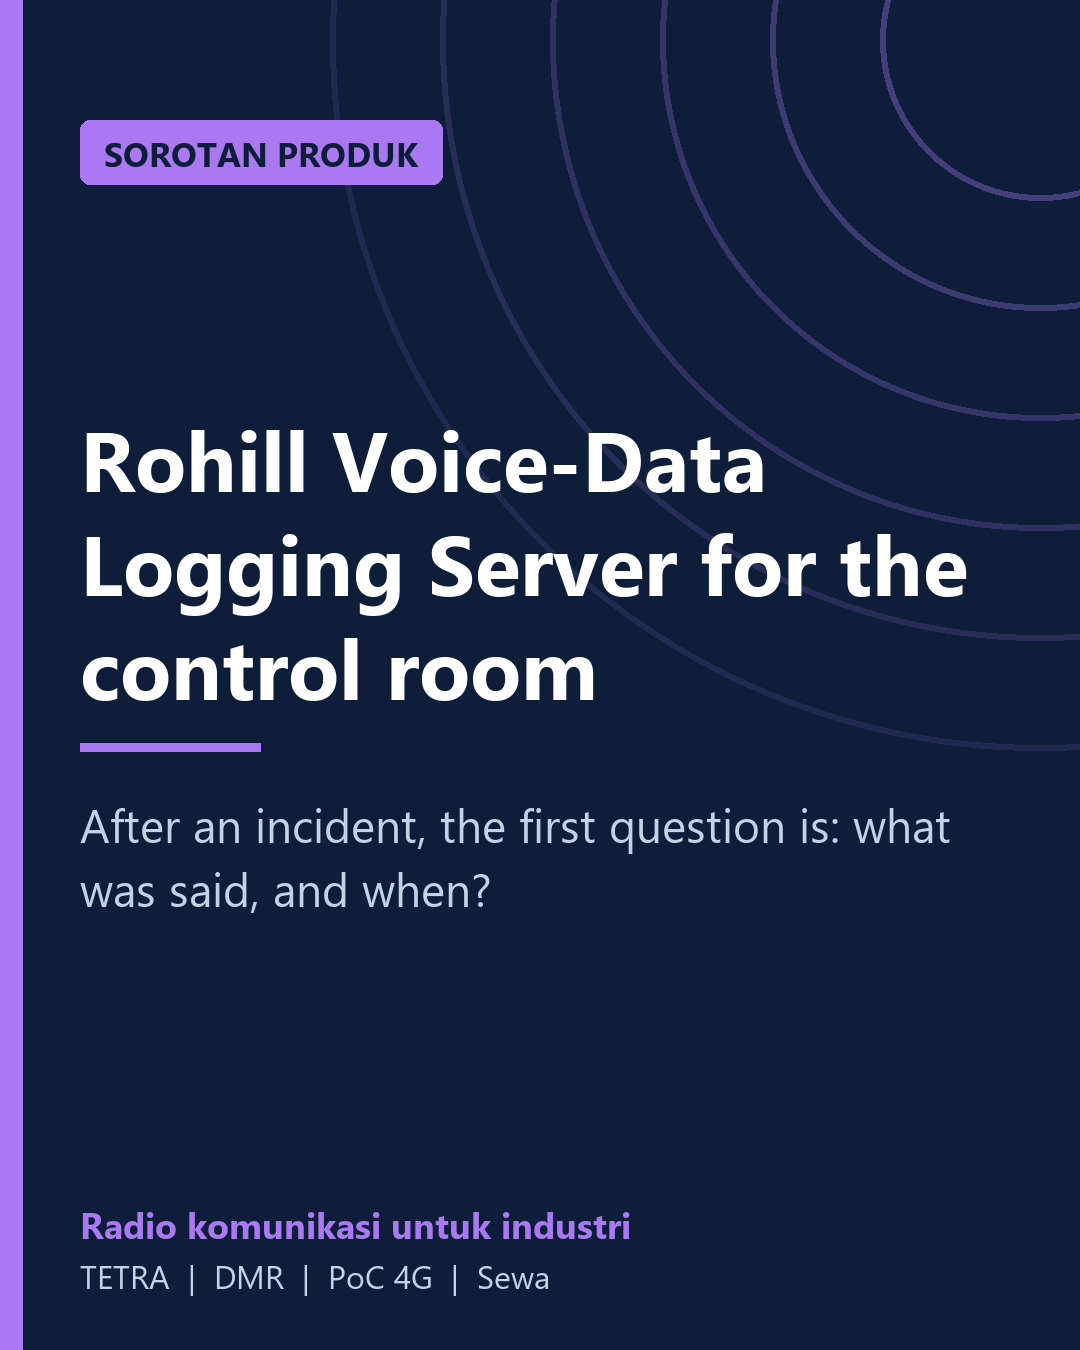 SOROTAN PRODUK
Rohill Voice-Data
Logging Server for the
control room
After an incident, the first question is: what
was said, and when?
Radio komunikasi untuk industri
TETRA | DMR | PoC 4G | Sewa